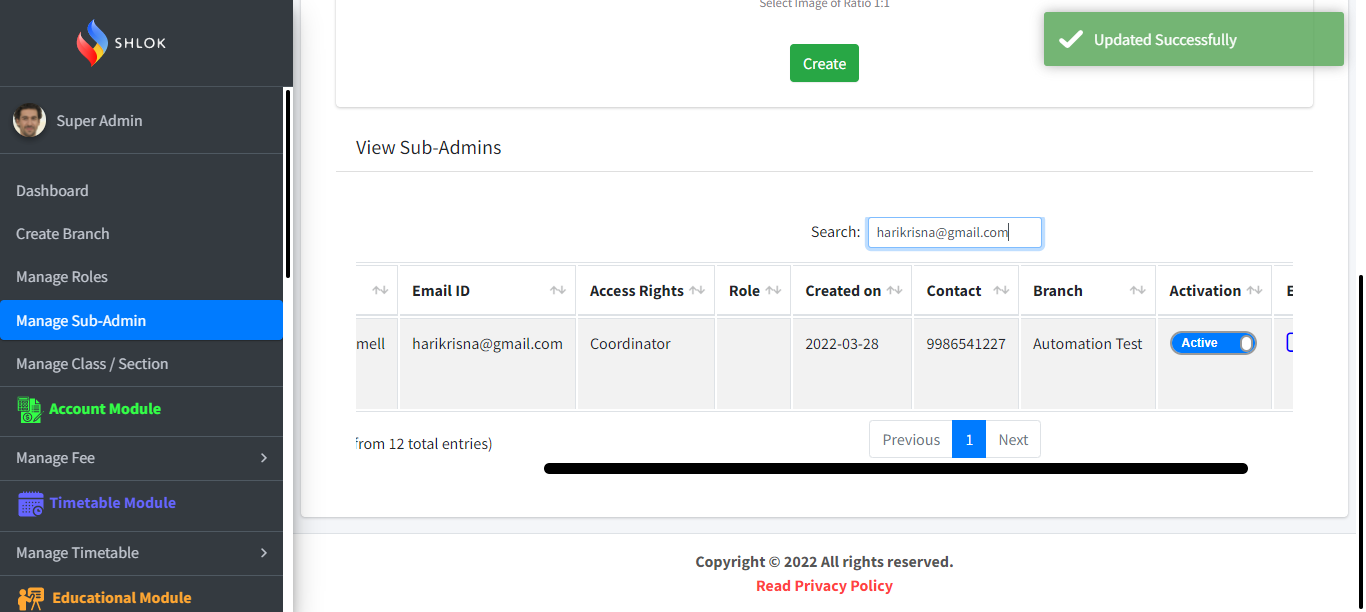 SHLOK
Super Admin
Dashboard
Create Branch
Manage Roles
Manage Sub-Admin
Manage Class / Section
Account Module
Manage Fee
Timetable Module
Manage Timetable
Educational Module
Select Image of Ratio 1:1
Updated Successfully
Create
View Sub-Admins
Search: harikrisna@gmail.com
Email ID Access Rights Role Created on Contact Branch Activation E
mell harikrisna@gmail.com Coordinator 2022-03-28 9986541227 Automation Test Active
from 12 total entries) Previous 1 Next
Copyright © 2022 All rights reserved.
Read Privacy Policy